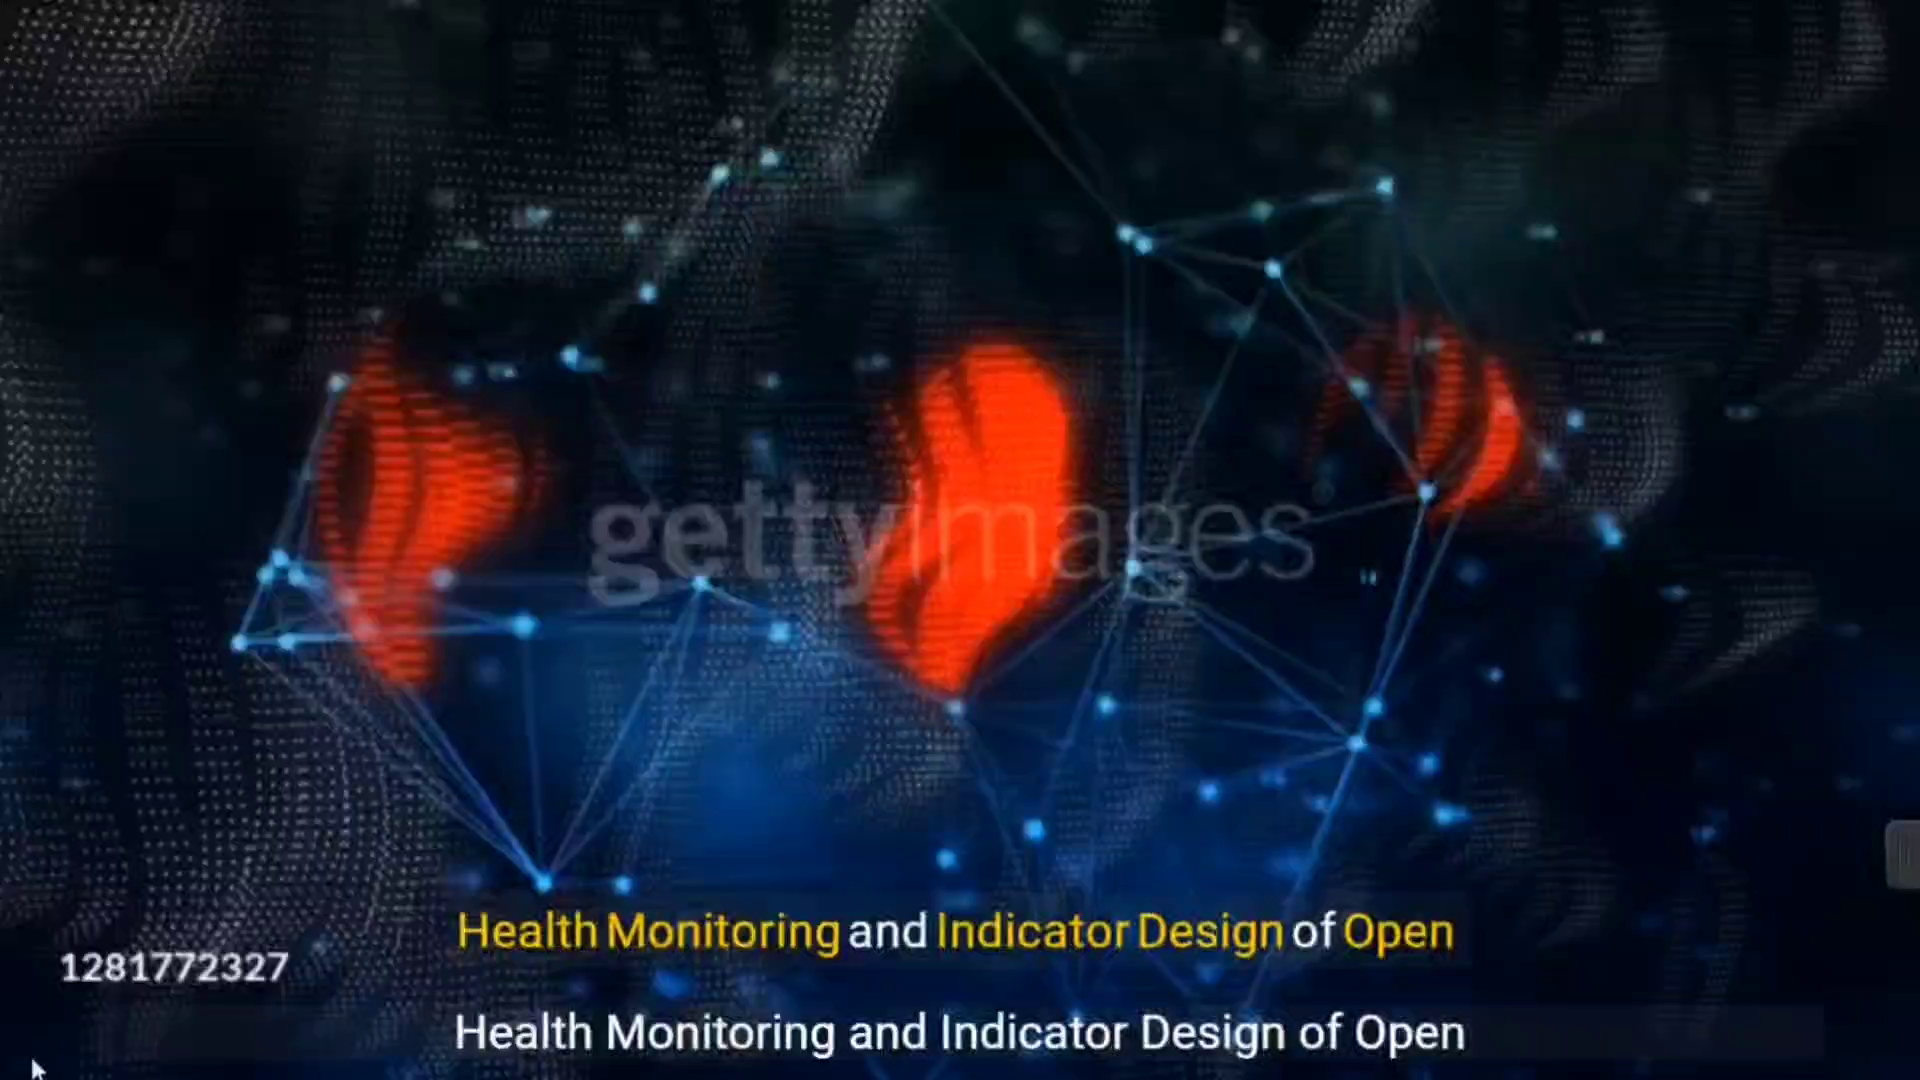 gettyimages
Health Monitoring and Indicator Design of Open
1281772327
Health Monitoring and Indicator Design of Open